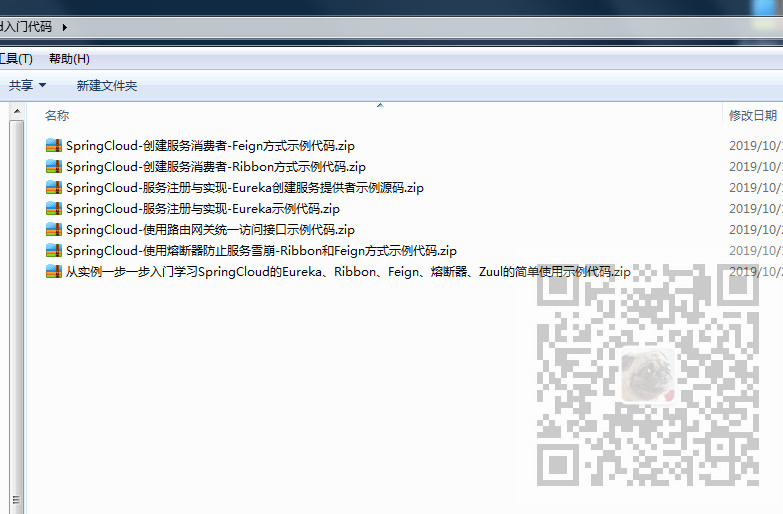 d入门代码
工具(T) 帮助(H)
共享 新建文件夹
名称 修改日期
SpringCloud-创建服务消费者-Feign方式示例代码.zip 2019/10/
SpringCloud-创建服务消费者-Ribbon方式示例代码.zip 2019/10/
SpringCloud-服务注册与实现-Eureka创建服务提供者示例源码.zip 2019/10/
SpringCloud-服务注册与实现-Eureka示例代码.zip 2019/10/
SpringCloud-使用路由网关统一访问接口示例代码.zip 2019/10/
SpringCloud-使用熔断器防止服务雪崩-Ribbon和Feign方式示例代码.zip 2019/10/
从实例一步一步入门学习SpringCloud的Eureka、Ribbon、Feign、熔断器、Zuul的简单使用示例代码.zip 2019/10/